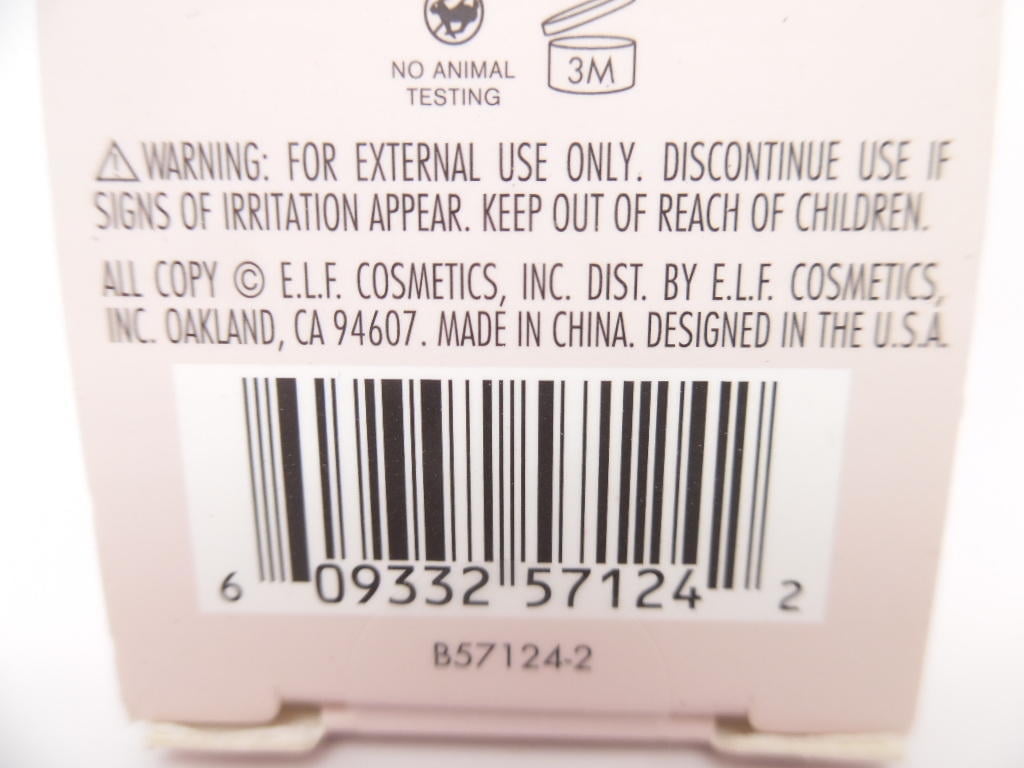 NO ANIMAL
TESTING
3M
WARNING: FOR EXTERNAL USE ONLY. DISCONTINUE USE IF
SIGNS OF IRRITATION APPEAR. KEEP OUT OF REACH OF CHILDREN.
ALL COPY © E.L.F. COSMETICS, INC. DIST. BY E.L.F. COSMETICS,
INC. OAKLAND, CA 94607. MADE IN CHINA. DESIGNED IN THE U.S.A.
6 09332 57124 2
B57124-2